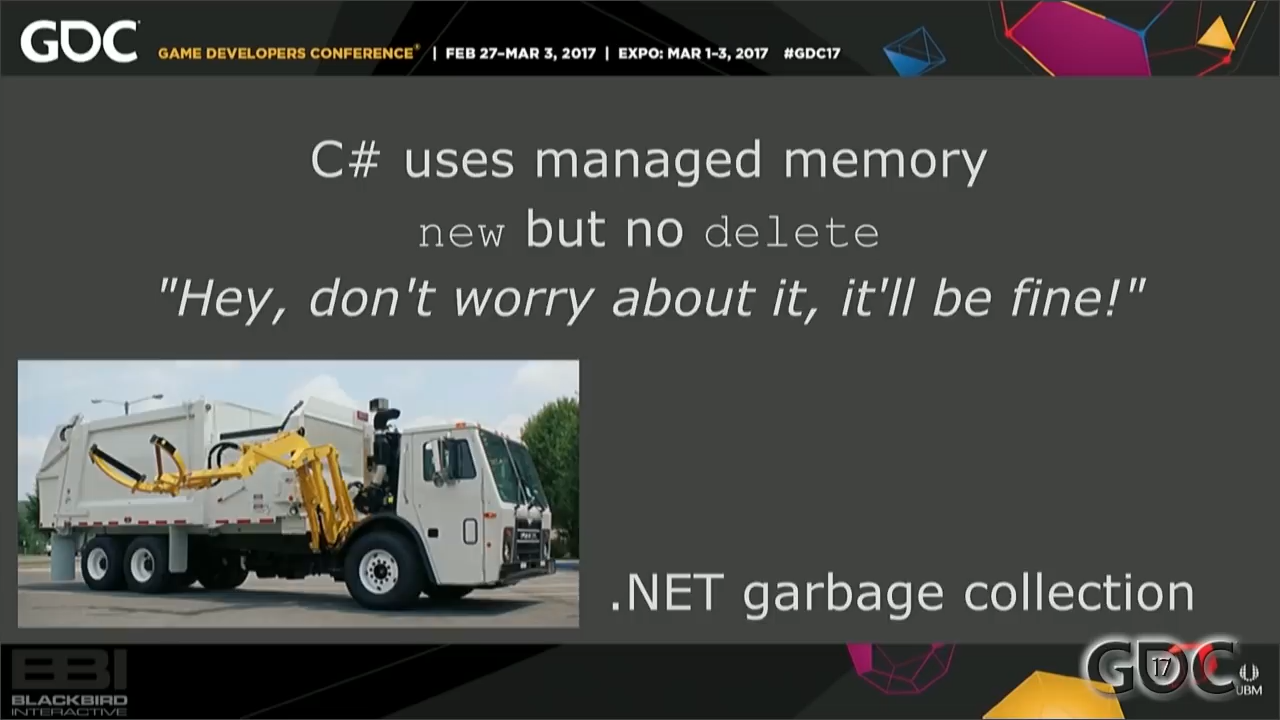 GDC GAME DEVELOPERS CONFERENCE® | FEB 27–MAR 3, 2017 | EXPO: MAR 1–3, 2017 #GDC17
C# uses managed memory
new but no delete
"Hey, don't worry about it, it'll be fine!"
.NET garbage collection
BBI
BLACKBIRD
INTERACTIVE
GDC 17
UBM